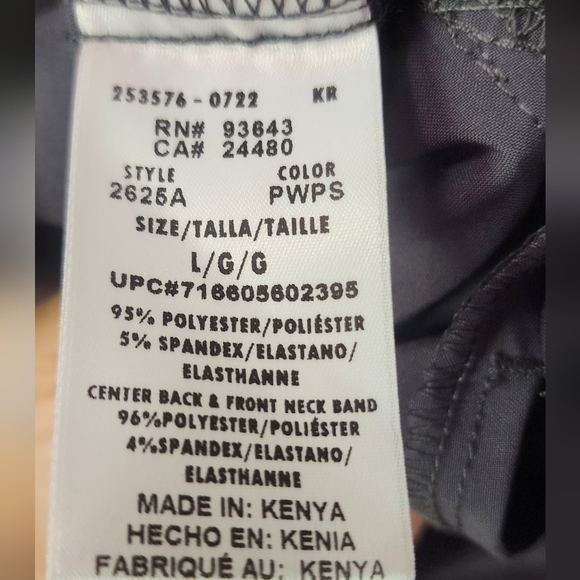 253576-0722 KR
RN# 93643
CA# 24480
STYLE COLOR
2625A PWPS
SIZE/TALLA/TAILLE
L/G/G
UPC#716605602395
95% POLYESTER/POLIÉSTER
5% SPANDEX/ELASTANO/
ELASTHANNE
CENTER BACK & FRONT NECK BAND
96%POLYESTER/POLIÉSTER
4%SPANDEX/ELASTANO/
ELASTHANNE
MADE IN: KENYA
HECHO EN: KENIA
FABRIQUÉ AU: KENYA